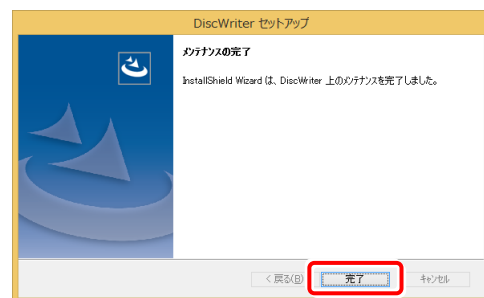 DiscWriter セットアップ
メンテナンスの完了
InstallShield Wizard は、DiscWriter 上のメンテナンスを完了しました。
< 戻る(B)
完了
キャンセル